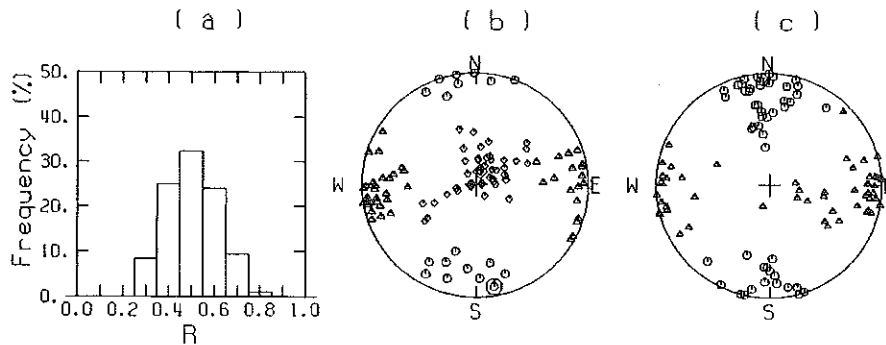 ( a )
( b )
( c )
Frequency (%)
50.
40.
30.
20.
10.
0.
0.0 0.2 0.4 0.6 0.8 1.0
R
N
W
E
S
N
W
S